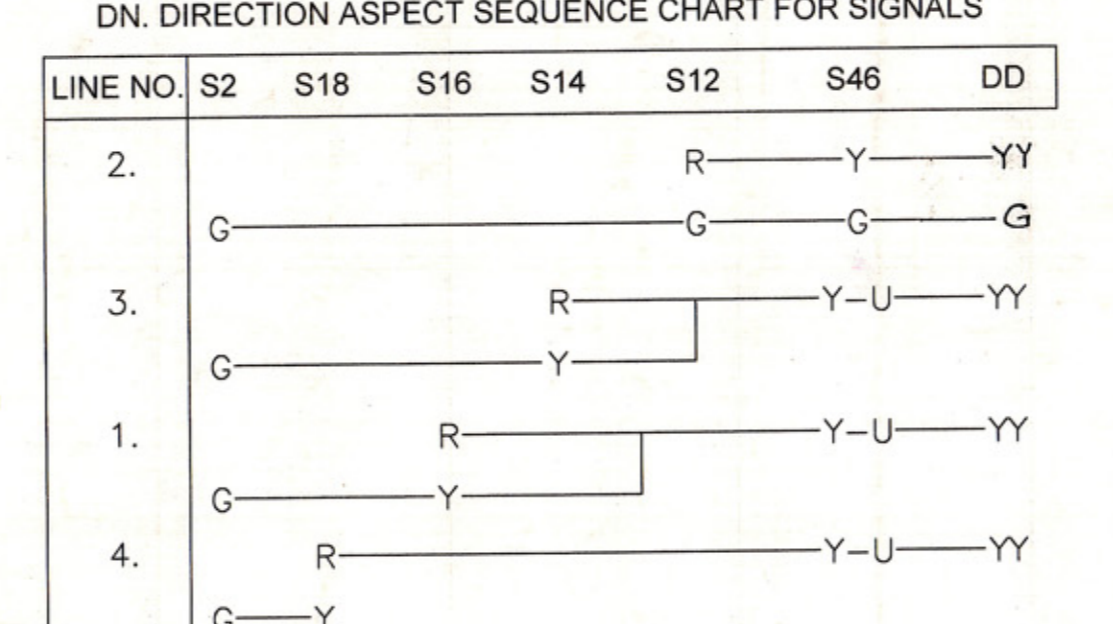 DN. DIRECTION ASPECT SEQUENCE CHART FOR SIGNALS
LINE NO. S2 S18 S16 S14 S12 S46 DD
2. R Y YY
G G G G
3. R Y U YY
G Y
1. R Y U YY
G Y
4. R Y U YY
G Y